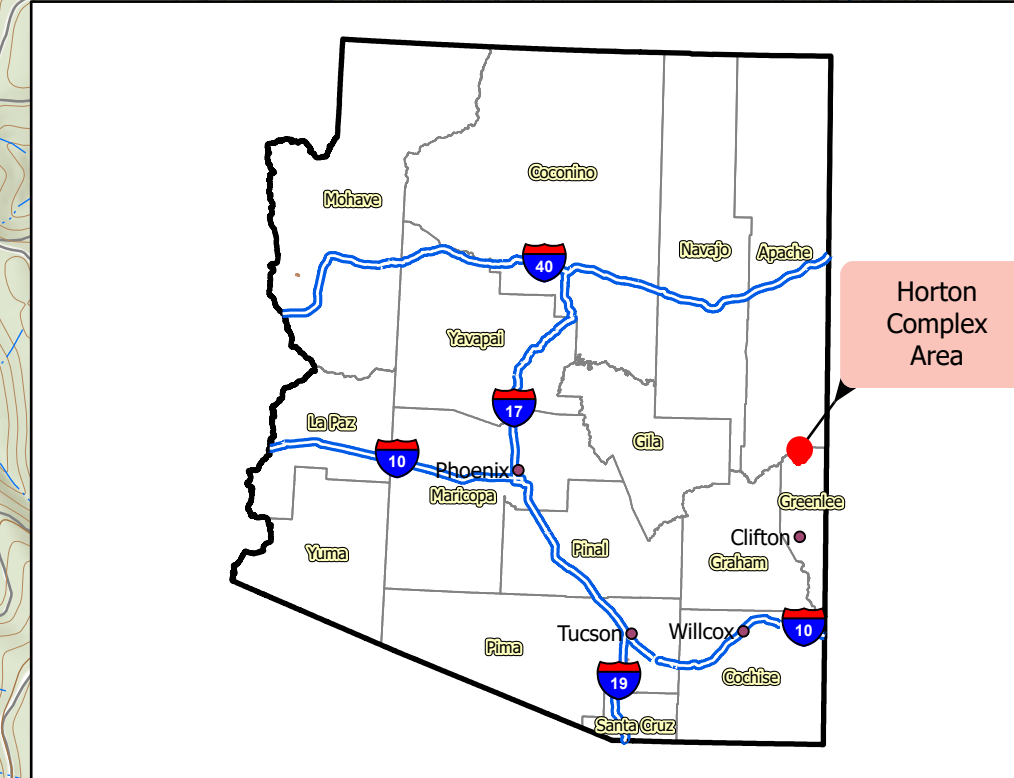 Coconino
Mohave
Navajo
Apache
40
Horton
Complex
Area
Yavapai
17
La Paz
Gila
10
Phoenix
Maricopa
Greenlee
Clifton
Yuma
Pinal
Graham
10
Tucson
Willcox
Pima
19
Cochise
Santa Cruz